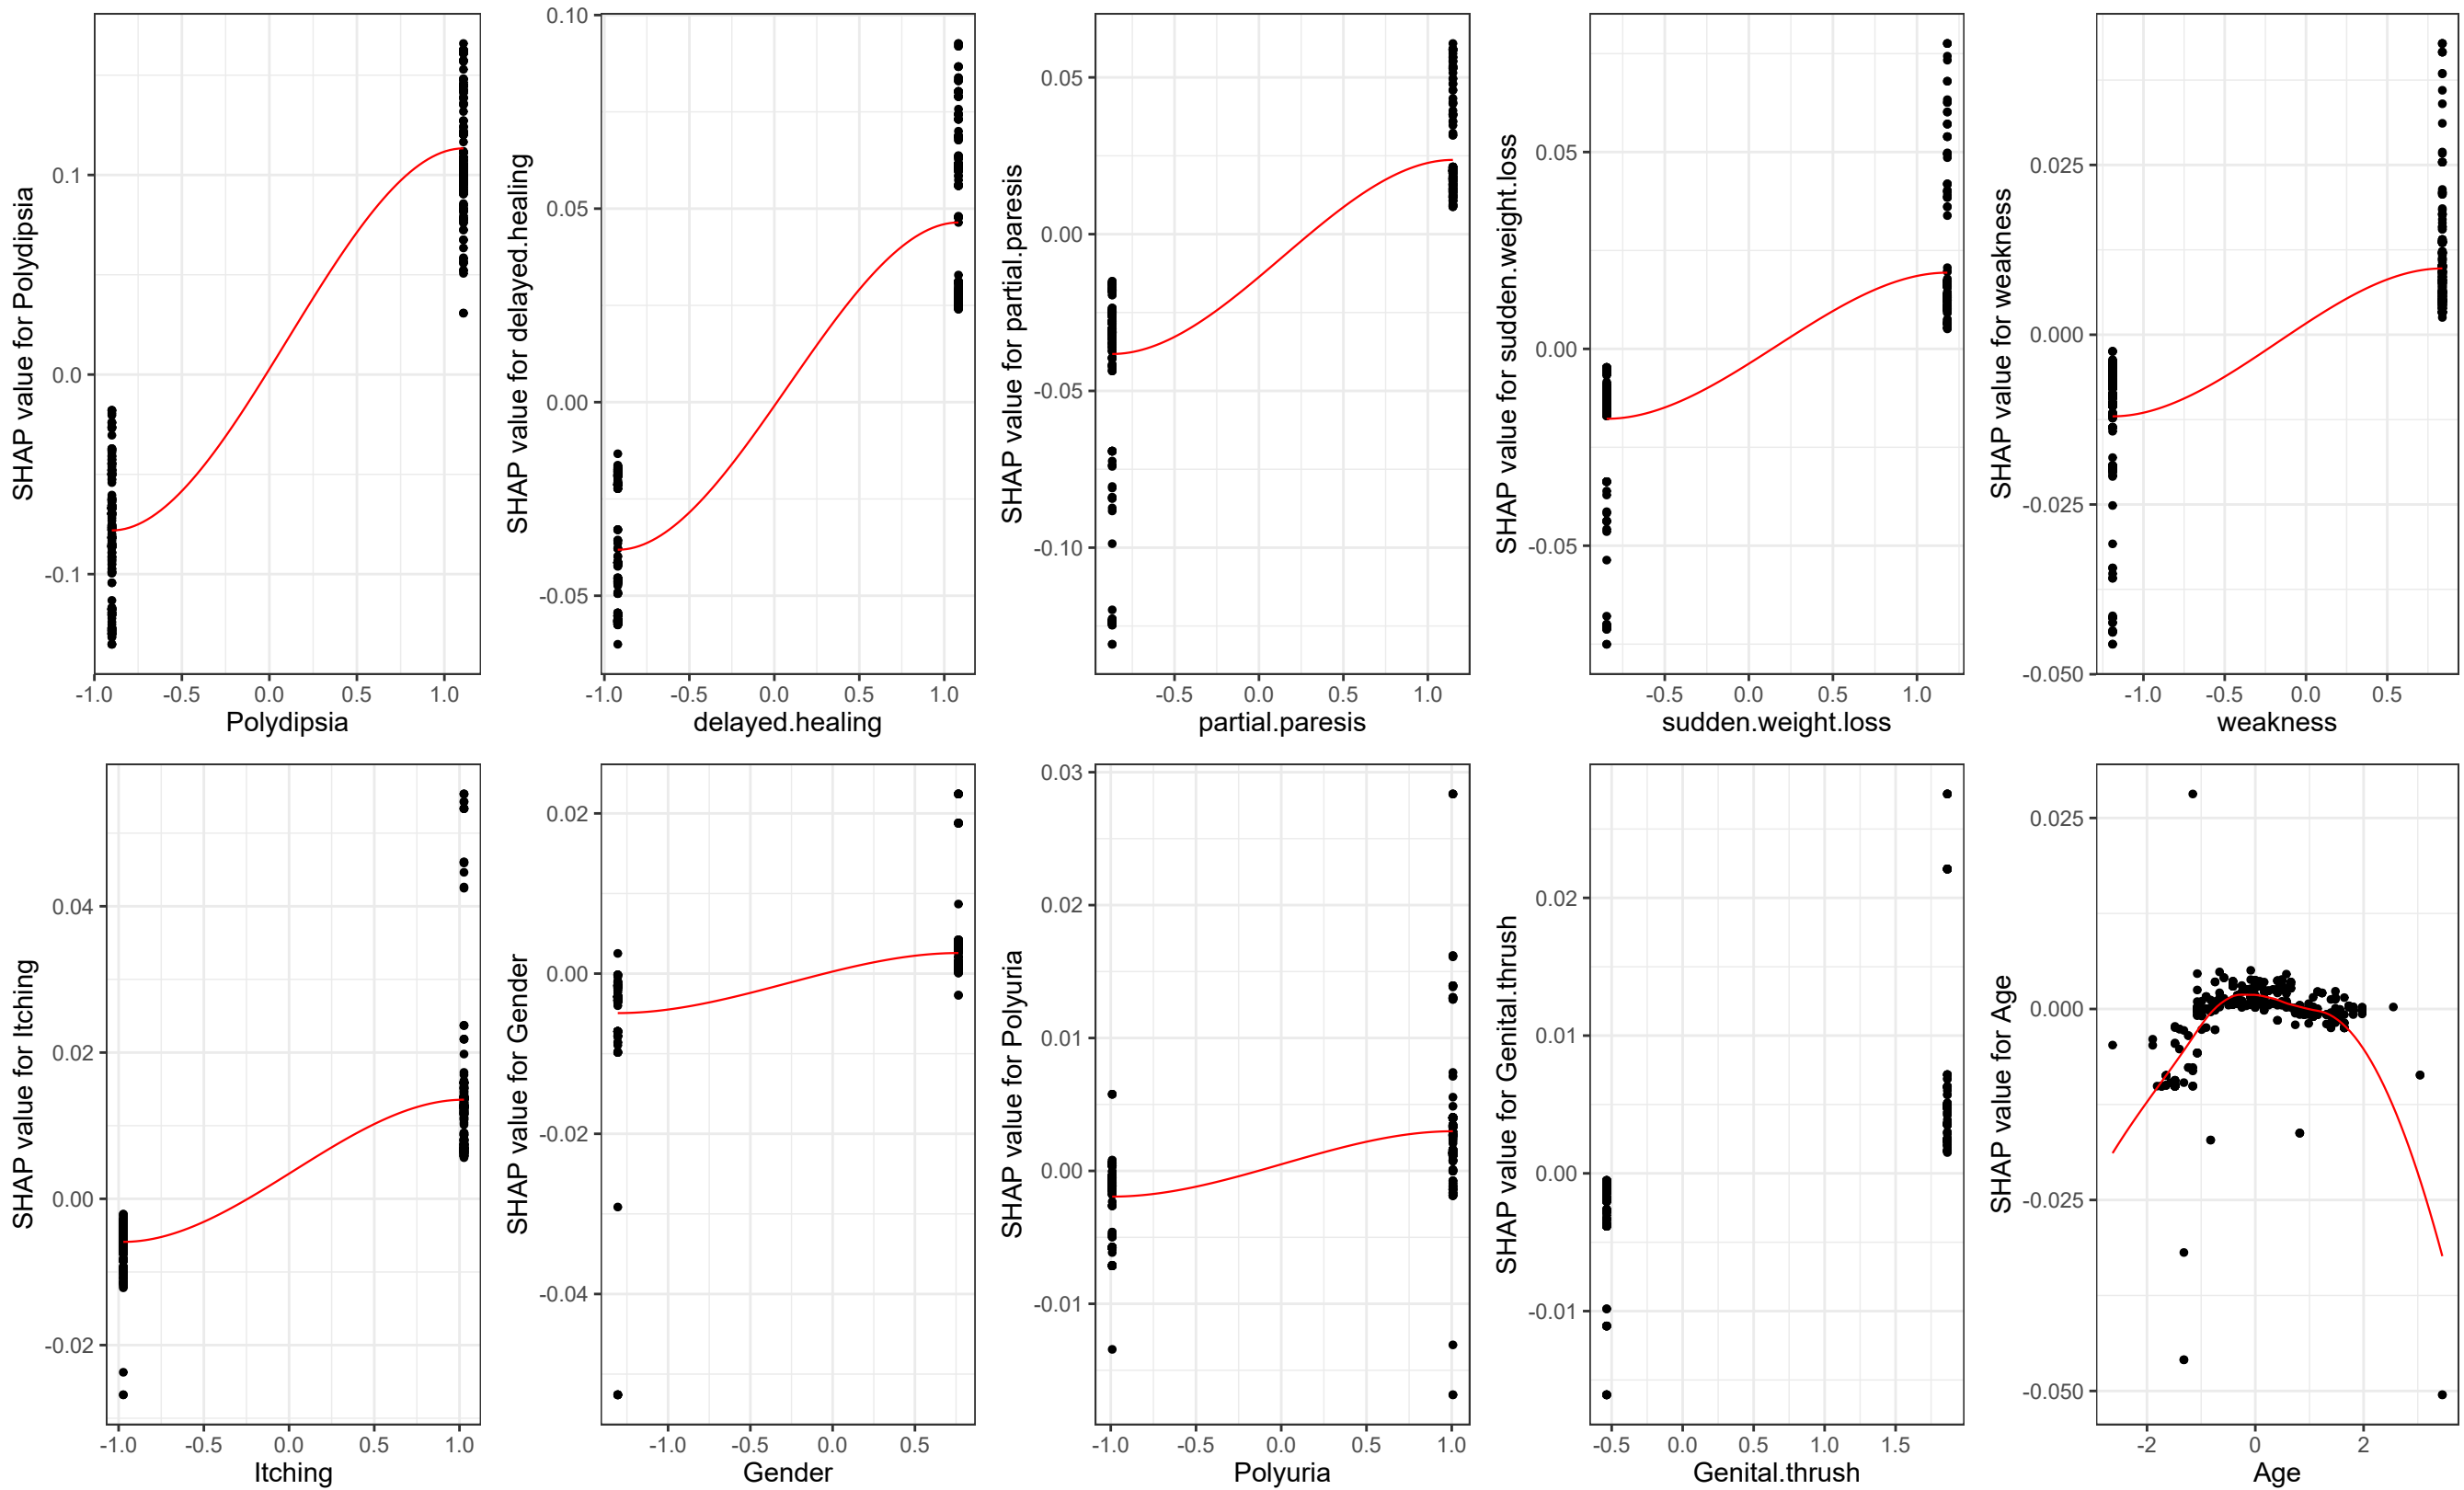 SHAP value for Polydipsia
0.1
0.0
-0.1
-1.0 -0.5 0.0 0.5 1.0
Polydipsia
SHAP value for delayed.healing
0.10
0.05
0.00
-0.05
-1.0 -0.5 0.0 0.5 1.0
delayed.healing
SHAP value for partial.paresis
0.05
0.00
-0.05
-0.10
-0.5 0.0 0.5 1.0
partial.paresis
SHAP value for sudden.weight.loss
0.05
0.00
-0.05
-0.5 0.0 0.5 1.0
sudden.weight.loss
SHAP value for weakness
0.025
0.000
-0.025
-0.050
-1.0 -0.5 0.0 0.5
weakness
SHAP value for Itching
0.04
0.02
0.00
-0.02
-1.0 -0.5 0.0 0.5 1.0
Itching
SHAP value for Gender
0.02
0.00
-0.02
-0.04
-1.0 -0.5 0.0 0.5
Gender
SHAP value for Polyuria
0.03
0.02
0.01
0.00
-0.01
-1.0 -0.5 0.0 0.5 1.0
Polyuria
SHAP value for Genital.thrush
0.02
0.01
0.00
-0.01
-0.5 0.0 0.5 1.0 1.5
Genital.thrush
SHAP value for Age
0.025
0.000
-0.025
-0.050
-2 0 2
Age